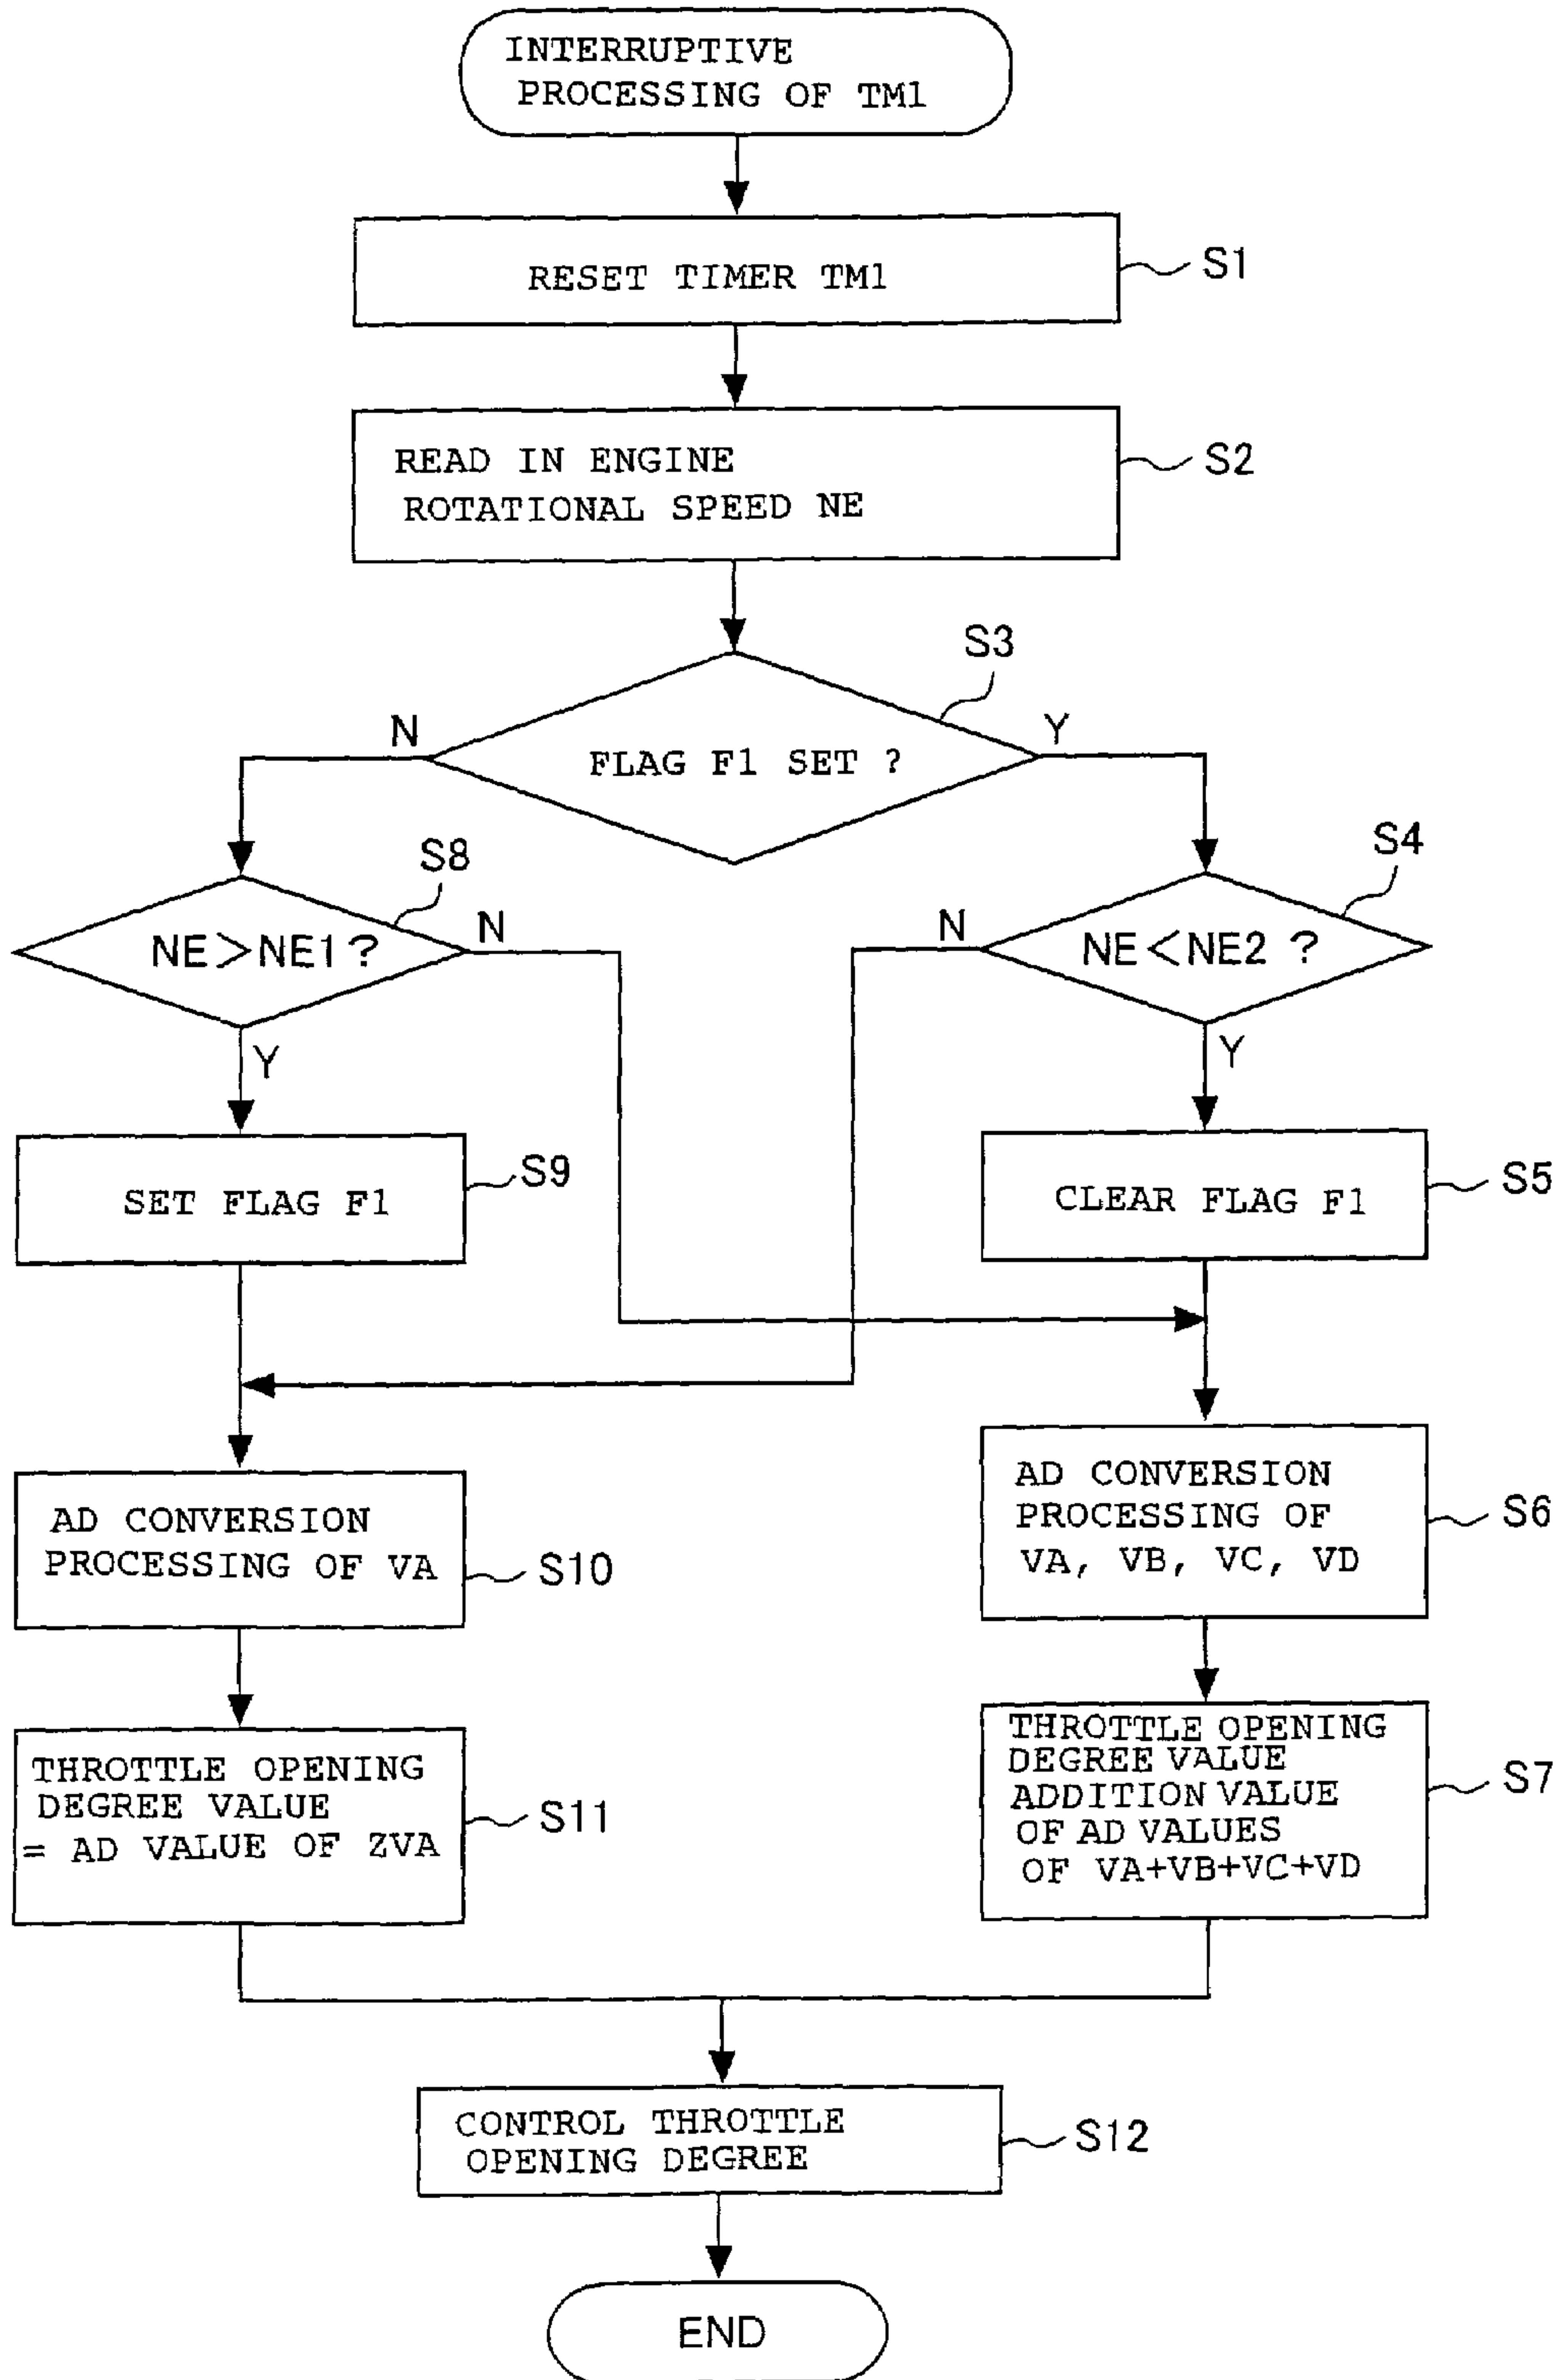 INTERRUPTIVE
PROCESSING OF TM1
RESET TIMER TM1
S1
READ IN ENGINE
ROTATIONAL SPEED NE
S2
S3
N
FLAG F1 SET ?
Y
S8
NE>NE1?
N
Y
S4
N
NE<NE2 ?
Y
SET FLAG F1
S9
CLEAR FLAG F1
S5
AD CONVERSION
PROCESSING OF VA
S10
AD CONVERSION
PROCESSING OF
VA, VB, VC, VD
S6
THROTTLE OPENING
DEGREE VALUE
= AD VALUE OF ZVA
S11
THROTTLE OPENING
DEGREE VALUE
ADDITION VALUE
OF AD VALUES
OF VA+VB+VC+VD
S7
CONTROL THROTTLE
OPENING DEGREE
S12
END